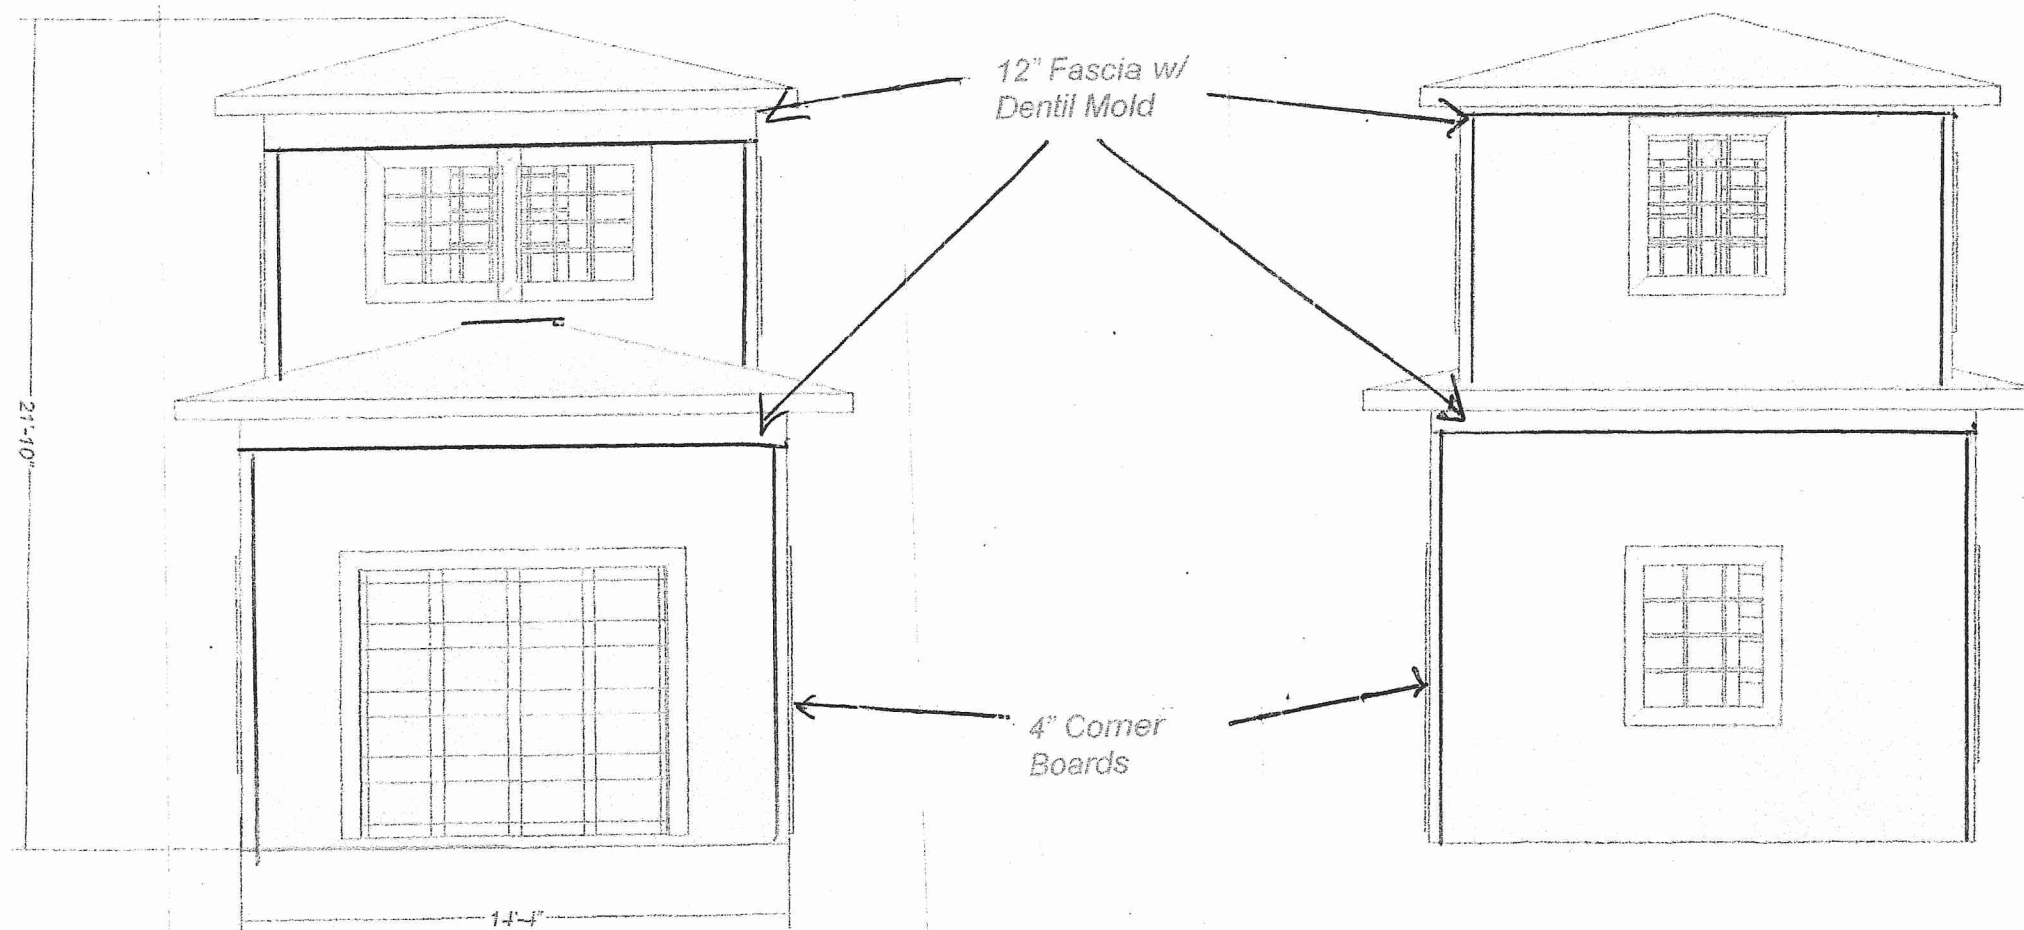 12" Fascia w/
Dentil Mold
21'-10"
4" Corner
Boards
14'-4"